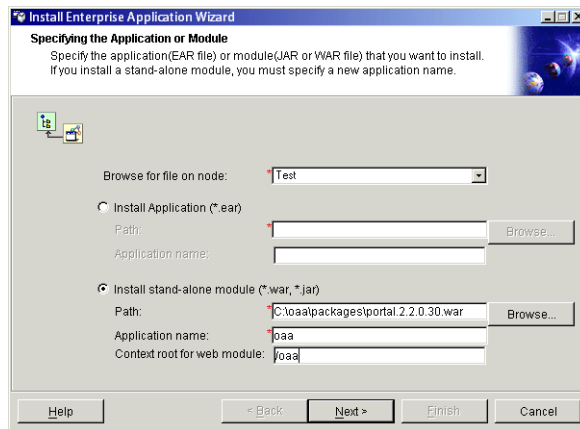 Install Enterprise Application Wizard
Specifying the Application or Module
Specify the application(EAR file) or module(JAR or WAR file) that you want to install.
If you install a stand-alone module, you must specify a new application name.
Browse for file on node: *Test
Install Application (*.ear)
Path: * Browse...
Application name:
Install stand-alone module (*.war, *.jar)
Path: *C:\oaa\packages\portal.2.2.0.30.war Browse...
Application name: *oaa
Context root for web module: /oaa
Help < Back Next > Finish Cancel